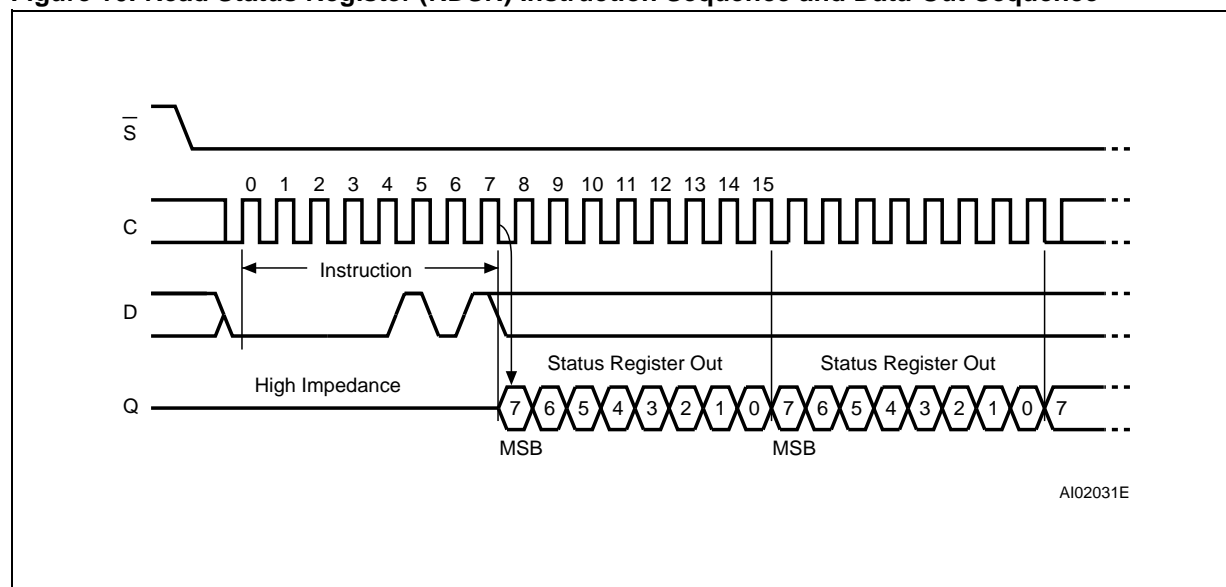 Figure 10. Read Status Register (RDSR) Instruction Sequence and Data-Out Sequence
S
0 1 2 3 4 5 6 7 8 9 10 11 12 13 14 15
C
Instruction
D
Status Register Out Status Register Out
High Impedance
Q 7 6 5 4 3 2 1 0 7 6 5 4 3 2 1 0 7
MSB MSB
AI02031E